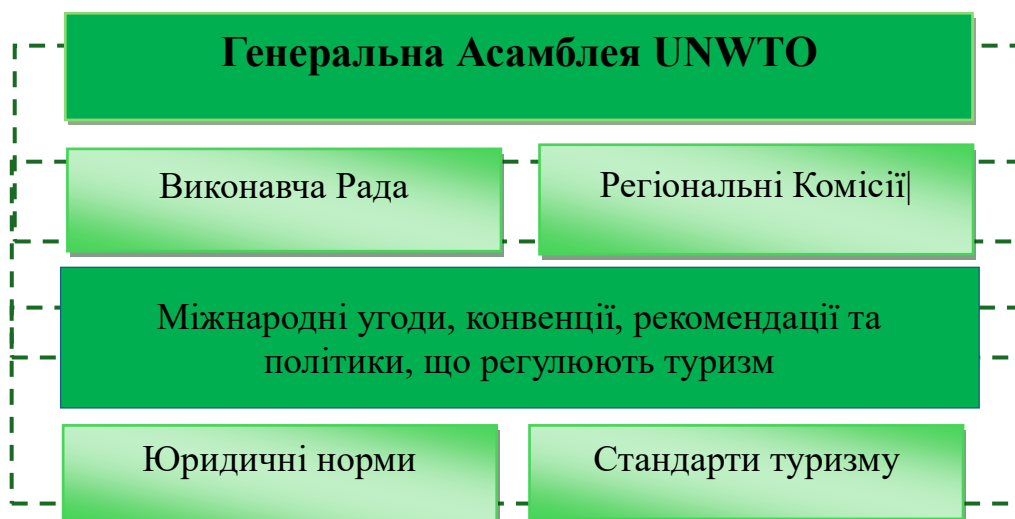 Генеральна Асамблея UNWTO
Виконавча Рада
Регіональні Комісії|
Міжнародні угоди, конвенції, рекомендації та
політики, що регулюють туризм
Юридичні норми
Стандарти туризму